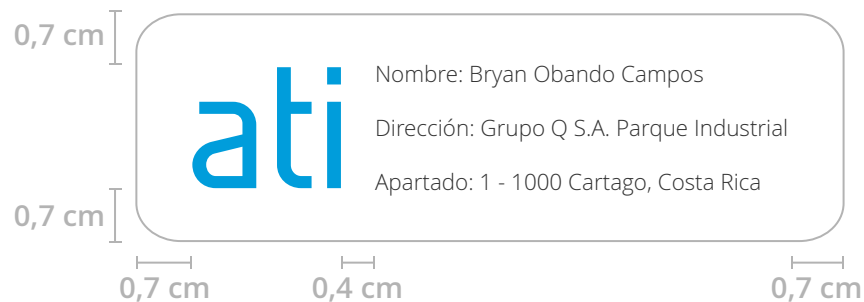 0,7 cm
ati
Nombre: Bryan Obando Campos
Dirección: Grupo Q S.A. Parque Industrial
Apartado: 1 - 1000 Cartago, Costa Rica
0,7 cm
0,7 cm
0,4 cm
0,7 cm